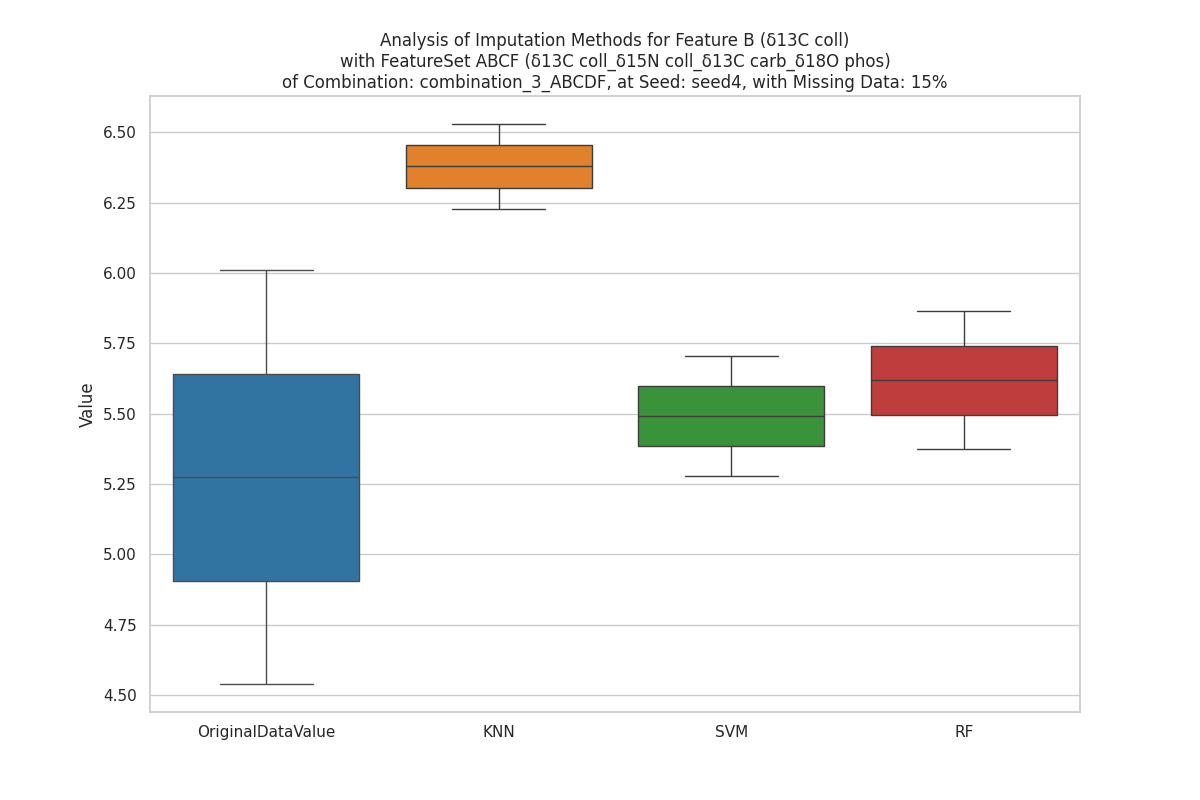 Analysis of Imputation Methods for Feature B (δ13C coll)
with FeatureSet ABCF (δ13C coll_δ15N coll_δ13C carb_δ18O phos)
of Combination: combination_3_ABCDF, at Seed: seed4, with Missing Data: 15%
6.50
6.25
6.00
5.75
5.50
5.25
5.00
4.75
4.50
Value
OriginalDataValue
KNN
SVM
RF